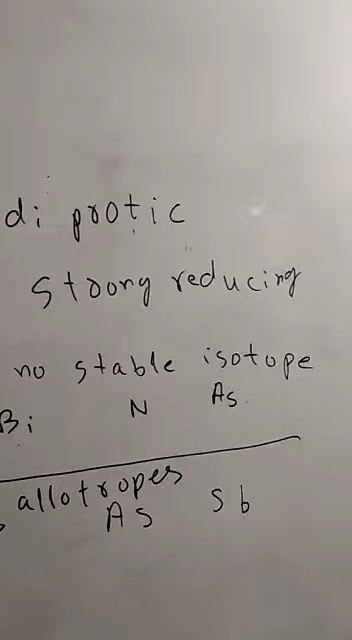 di protic
strong reducing
no stable isotope
Bi N As
allotropes
As Sb